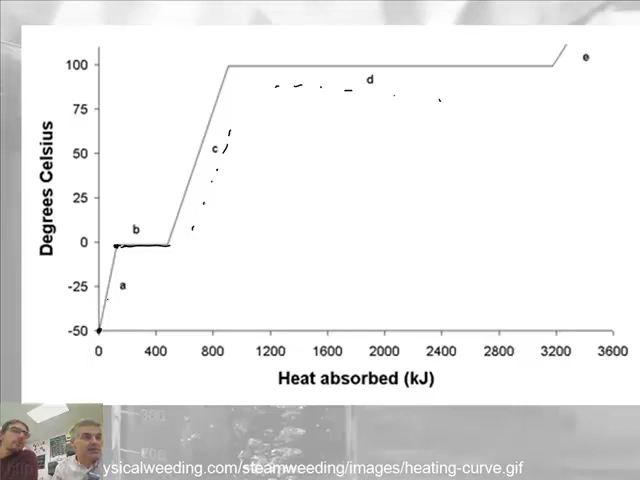 100
75
50
25
0
-25
-50
Degrees Celsius
a
b
c
d
e
0 400 800 1200 1600 2000 2400 2800 3200 3600
Heat absorbed (kJ)
ysicalweeding.com/steamweeding/images/heating-curve.gif